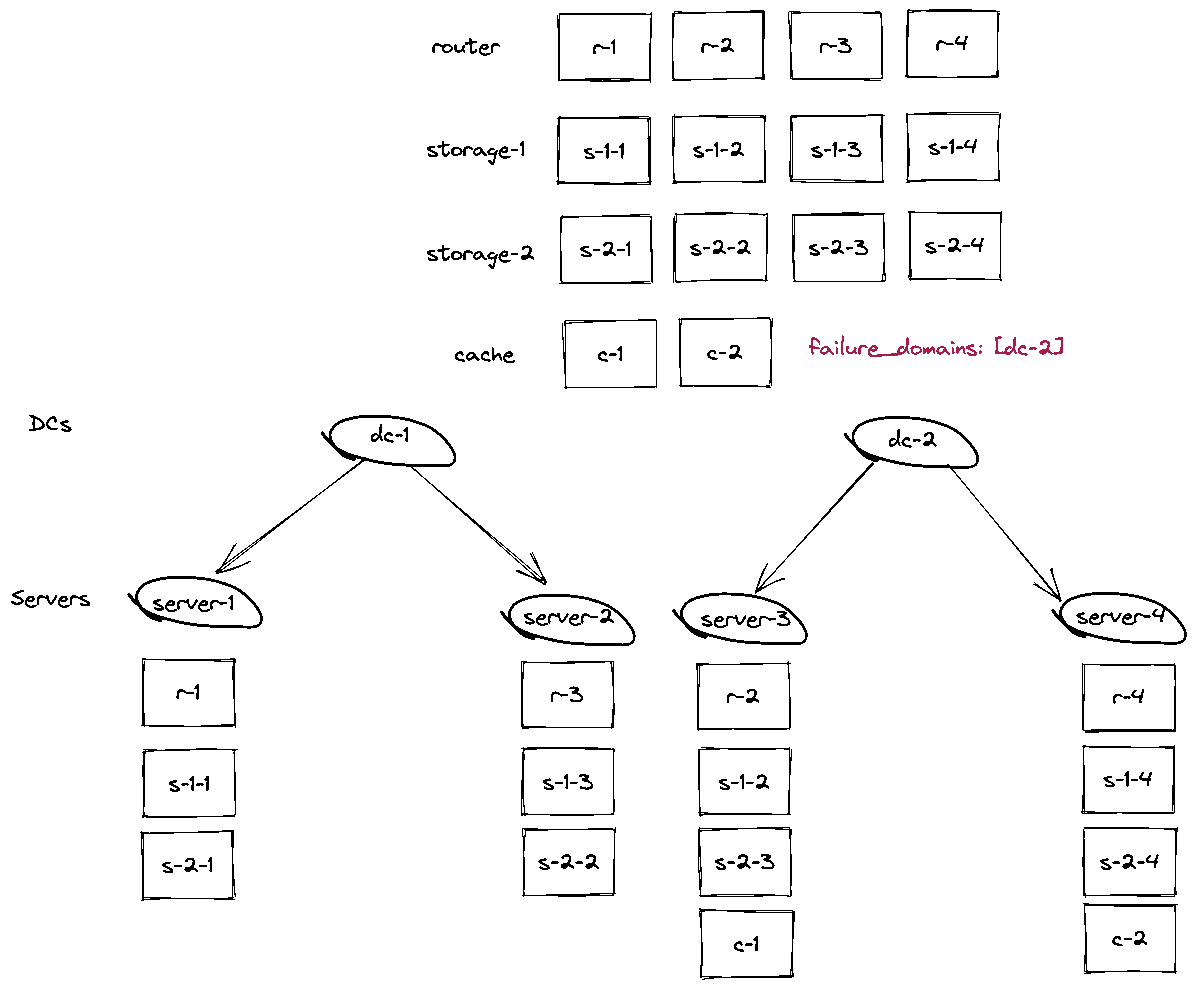 router r-1 r-2 r-3 r-4
storage-1 s-1-1 s-1-2 s-1-3 s-1-4
storage-2 s-2-1 s-2-2 s-2-3 s-2-4
cache c-1 c-2 failure_domains: [dc-2]
DCs dc-1 dc-2
Servers server-1 server-2 server-3 server-4
r-1 r-3 r-2 r-4
s-1-1 s-1-3 s-1-2 s-1-4
s-2-1 s-2-2 s-2-3 s-2-4
c-1 c-2